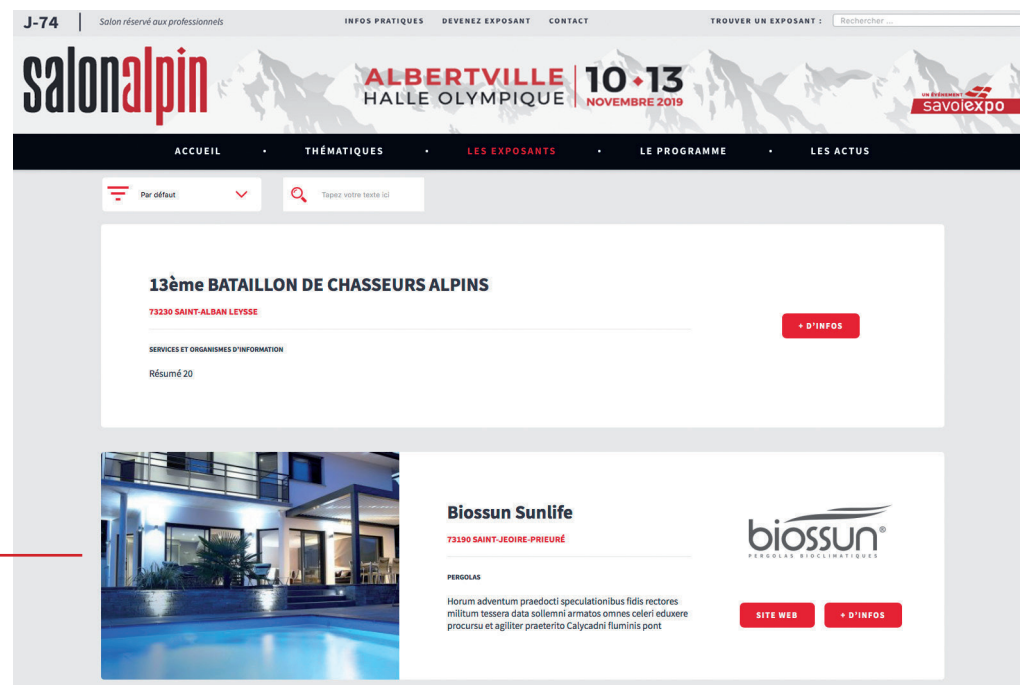 J-74
Salon réservé aux professionnels
INFOS PRATIQUES DEVENEZ EXPOSANT CONTACT
TROUVER UN EXPOSANT :
Rechercher ...
salonalpin
ALBERTVILLE
HALLE OLYMPIQUE
10•13
NOVEMBRE 2019
UN ÉVÉNEMENT
savoiexpo
ACCUEIL • THÉMATIQUES • LES EXPOSANTS • LE PROGRAMME • LES ACTUS
Par défaut
Tapez votre texte ici
13ème BATAILLON DE CHASSEURS ALPINS
73230 SAINT-ALBAN LEYSSE
SERVICES ET ORGANISMES D'INFORMATION
Résumé 20
+ D'INFOS
Biossun Sunlife
73190 SAINT-JEOIRE-PRIEURÉ
PERGOLAS
Horum adventum praedocti speculationibus fidis rectores
militum tessera data sollemni armatos omnes celeri eduxere
procursu et agiliter praeterito Calycadni fluminis pont
biossun®
PERGOLAS BIOCLIMATIQUES
SITE WEB
+ D'INFOS